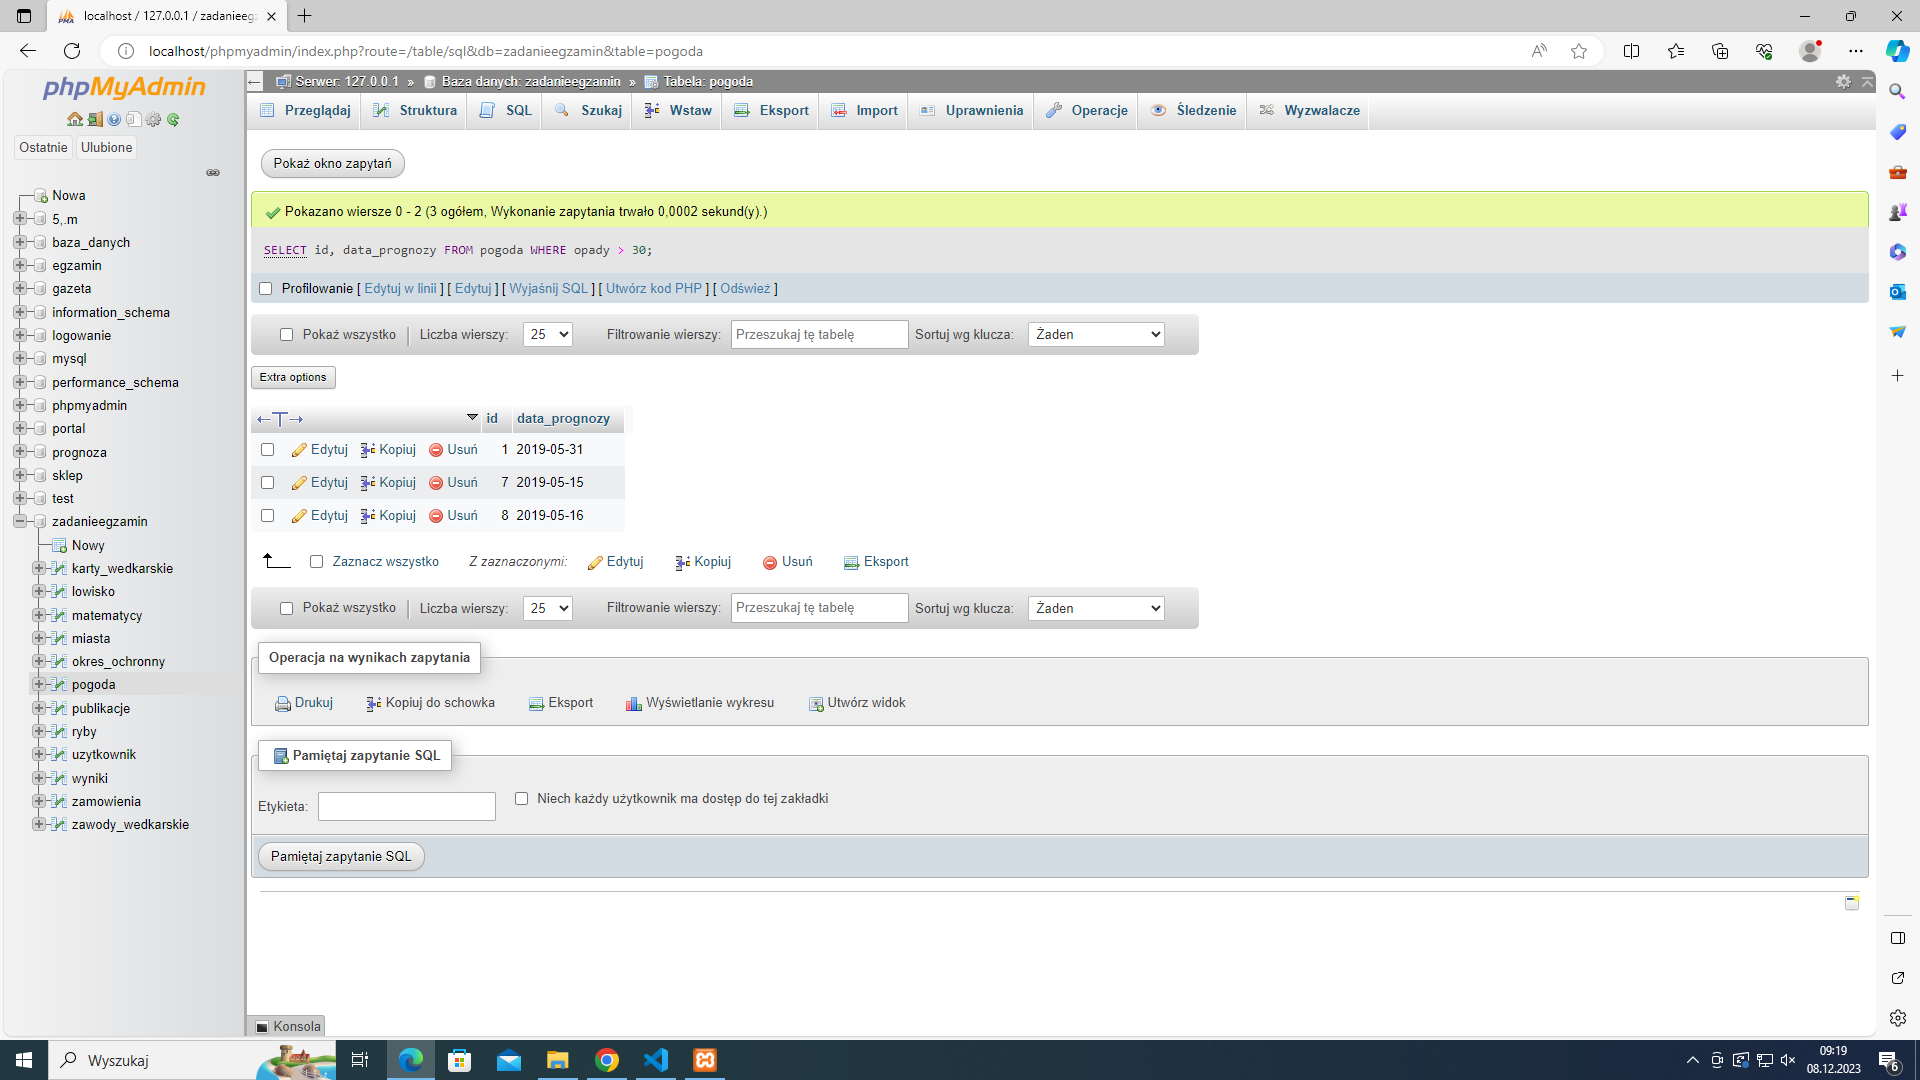 localhost / 127.0.0.1 / zadanieegz
localhost/phpmyadmin/index.php?route=/table/sql&db=zadanieegzamin&table=pogoda
phpMyAdmin
Ostatnie Ulubione
Nowa
5,.m
baza_danych
egzamin
gazeta
information_schema
logowanie
mysql
performance_schema
phpmyadmin
portal
prognoza
sklep
test
zadanieegzamin
Nowy
karty_wedkarskie
lowisko
matematycy
miasta
okres_ochronny
pogoda
publikacje
ryby
uzytkownik
wyniki
zamowienia
zawody_wedkarskie
Serwer: 127.0.0.1 » Baza danych: zadanieegzamin » Tabela: pogoda
Przeglądaj Struktura SQL Szukaj Wstaw Eksport Import Uprawnienia Operacje Śledzenie Wyzwalacze
Pokaż okno zapytań
Pokazano wiersze 0 - 2 (3 ogółem, Wykonanie zapytania trwało 0,0002 sekund(y).)
SELECT id, data_prognozy FROM pogoda WHERE opady > 30;
Profilowanie [ Edytuj w linii ] [ Edytuj ] [ Wyjaśnij SQL ] [ Utwórz kod PHP ] [ Odśwież ]
Pokaż wszystko Liczba wierszy: 25 Filtrowanie wierszy: Przeszukaj tę tabelę Sortuj wg klucza: Żaden
Extra options
←T→ id data_prognozy
Edytuj Kopiuj Usuń 1 2019-05-31
Edytuj Kopiuj Usuń 7 2019-05-15
Edytuj Kopiuj Usuń 8 2019-05-16
Zaznacz wszystko Z zaznaczonymi: Edytuj Kopiuj Usuń Eksport
Pokaż wszystko Liczba wierszy: 25 Filtrowanie wierszy: Przeszukaj tę tabelę Sortuj wg klucza: Żaden
Operacja na wynikach zapytania
Drukuj Kopiuj do schowka Eksport Wyświetlanie wykresu Utwórz widok
Pamiętaj zapytanie SQL
Etykieta: Niech każdy użytkownik ma dostęp do tej zakładki
Pamiętaj zapytanie SQL
Konsola
Wyszukaj
09:19
08.12.2023
6